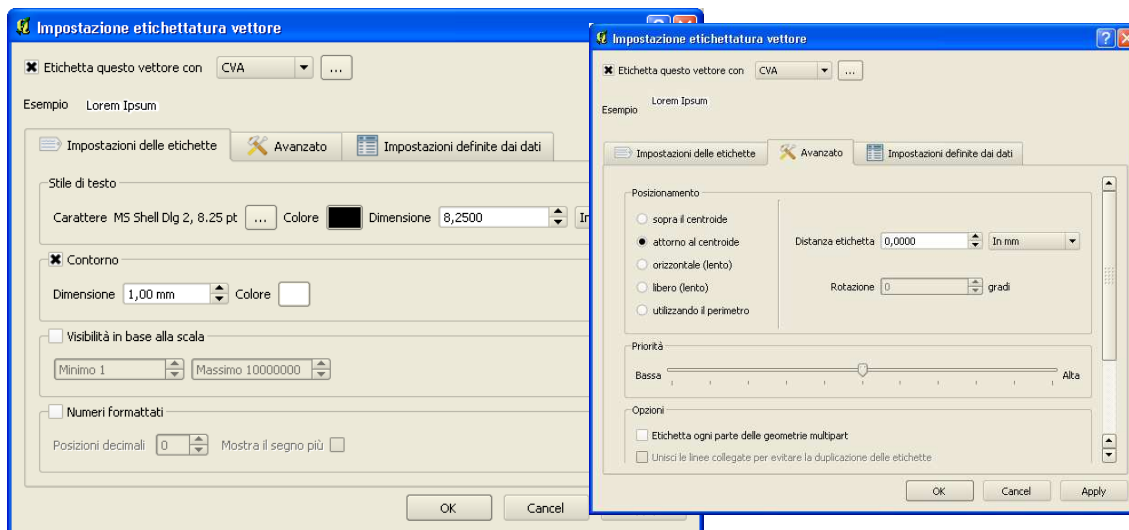 Impostazione etichettatura vettore
Etichetta questo vettore con CVA ...
Esempio Lorem Ipsum
Impostazioni delle etichette Avanzato Impostazioni definite dai dati
Stile di testo
Carattere MS Shell Dlg 2, 8.25 pt ... Colore Dimensione 8,2500
Contorno
Dimensione 1,00 mm Colore
Visibilità in base alla scala
Minimo 1 Massimo 10000000
Numeri formattati
Posizioni decimali 0 Mostra il segno più
OK Cancel
Impostazione etichettatura vettore
Etichetta questo vettore con CVA ...
Esempio Lorem Ipsum
Impostazioni delle etichette Avanzato Impostazioni definite dai dati
Posizionamento
sopra il centroide
attorno al centroide Distanza etichetta 0,0000 In mm
orizzontale (lento)
libero (lento) Rotazione 0 gradi
utilizzando il perimetro
Priorità
Bassa Alta
Opzioni
Etichetta ogni parte delle geometrie multipart
Unisci le linee collegate per evitare la duplicazione delle etichette
OK Cancel Apply